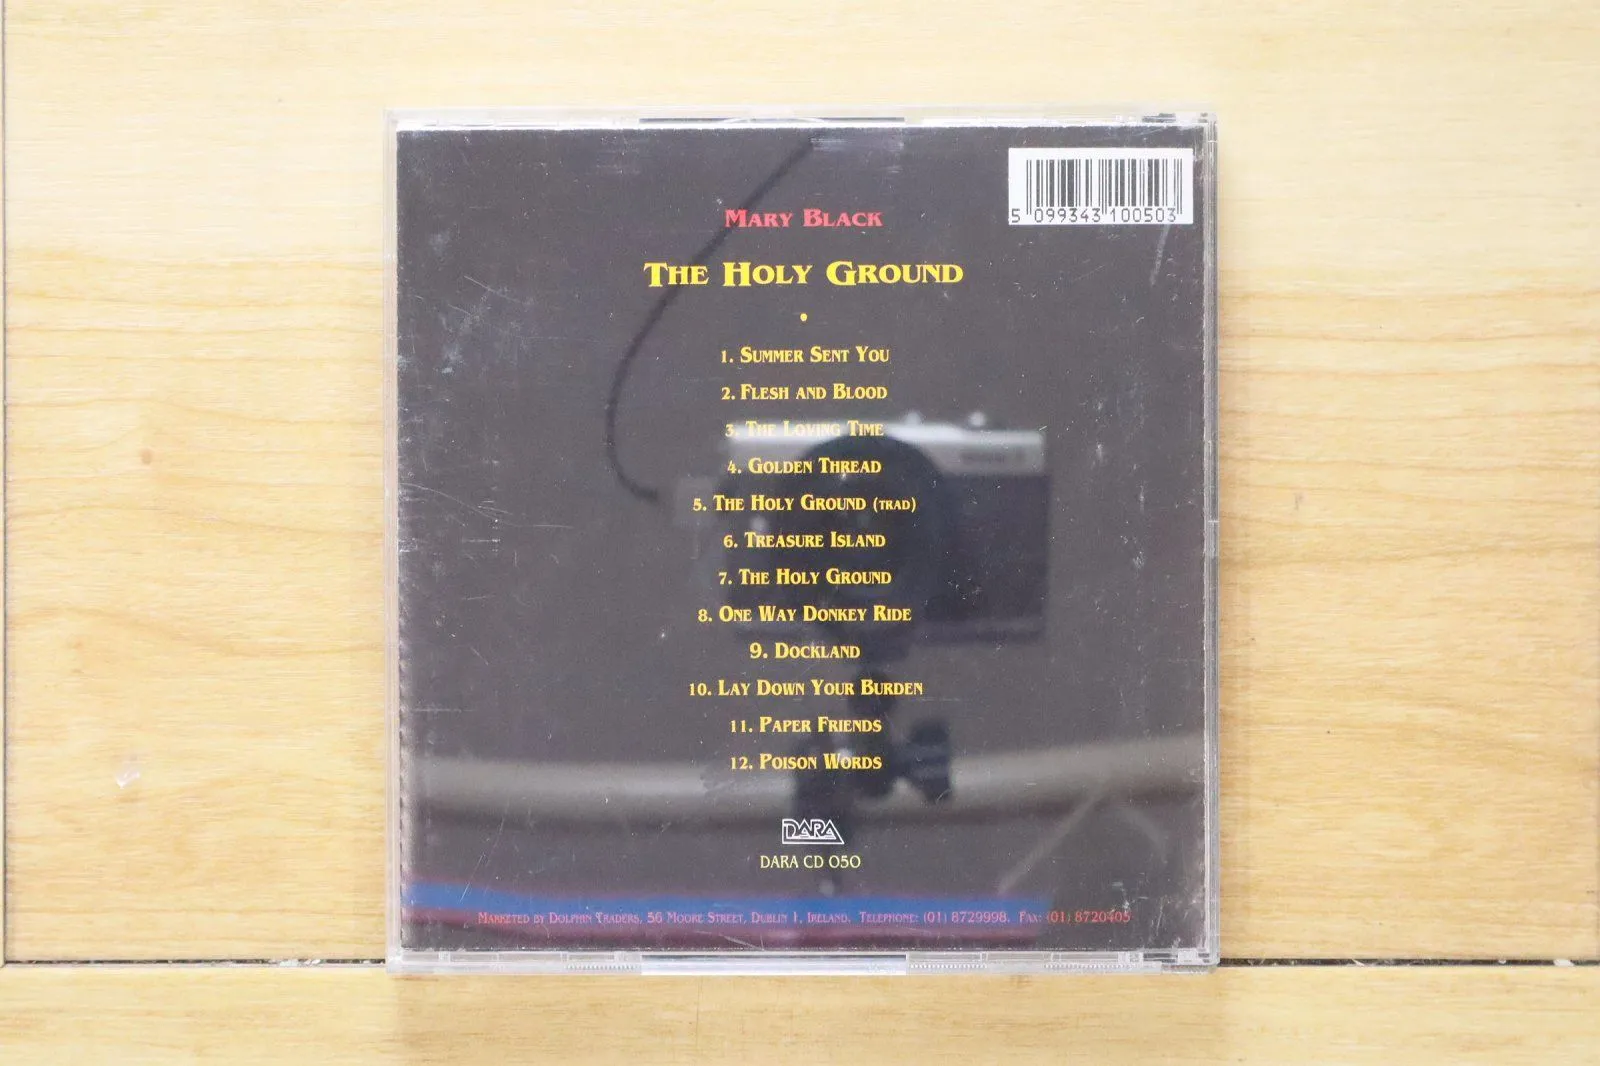 5 099343 100503
MARY BLACK
THE HOLY GROUND
•
1. SUMMER SENT YOU
2. FLESH AND BLOOD
3. THE LOVING TIME
4. GOLDEN THREAD
5. THE HOLY GROUND (TRAD)
6. TREASURE ISLAND
7. THE HOLY GROUND
8. ONE WAY DONKEY RIDE
9. DOCKLAND
10. LAY DOWN YOUR BURDEN
11. PAPER FRIENDS
12. POISON WORDS
DARA
DARA CD 050
MARKETED BY DOLPHIN TRADERS, 56 MOORE STREET, DUBLIN 1, IRELAND. TELEPHONE: (01) 8729998. FAX: (01) 8720405